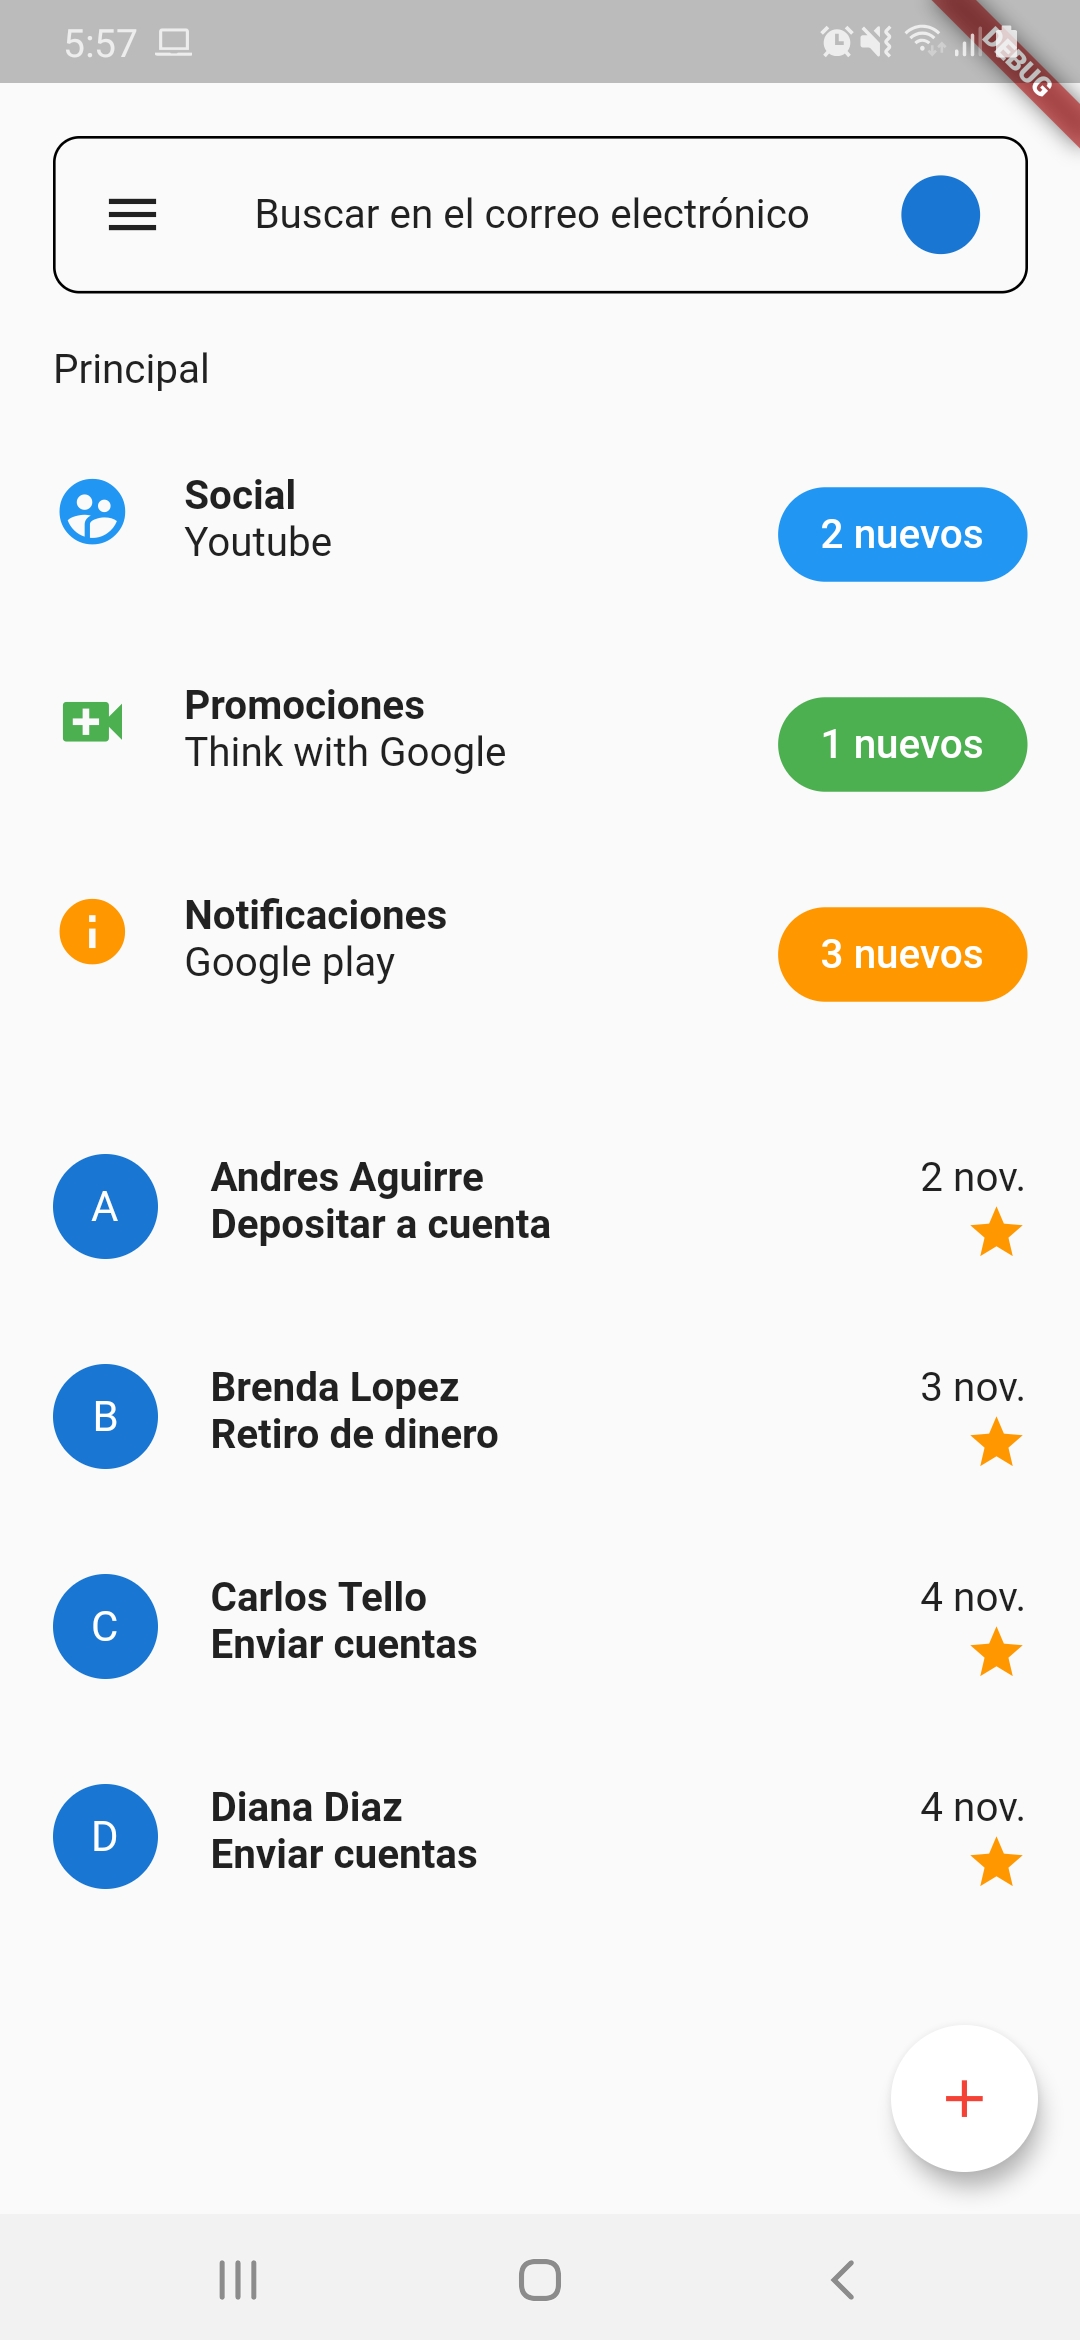 5:57
DEBUG
Buscar en el correo electrónico
Principal
Social
Youtube
2 nuevos
Promociones
Think with Google
1 nuevos
Notificaciones
Google play
3 nuevos
A
Andres Aguirre
Depositar a cuenta
2 nov.
B
Brenda Lopez
Retiro de dinero
3 nov.
C
Carlos Tello
Enviar cuentas
4 nov.
D
Diana Diaz
Enviar cuentas
4 nov.